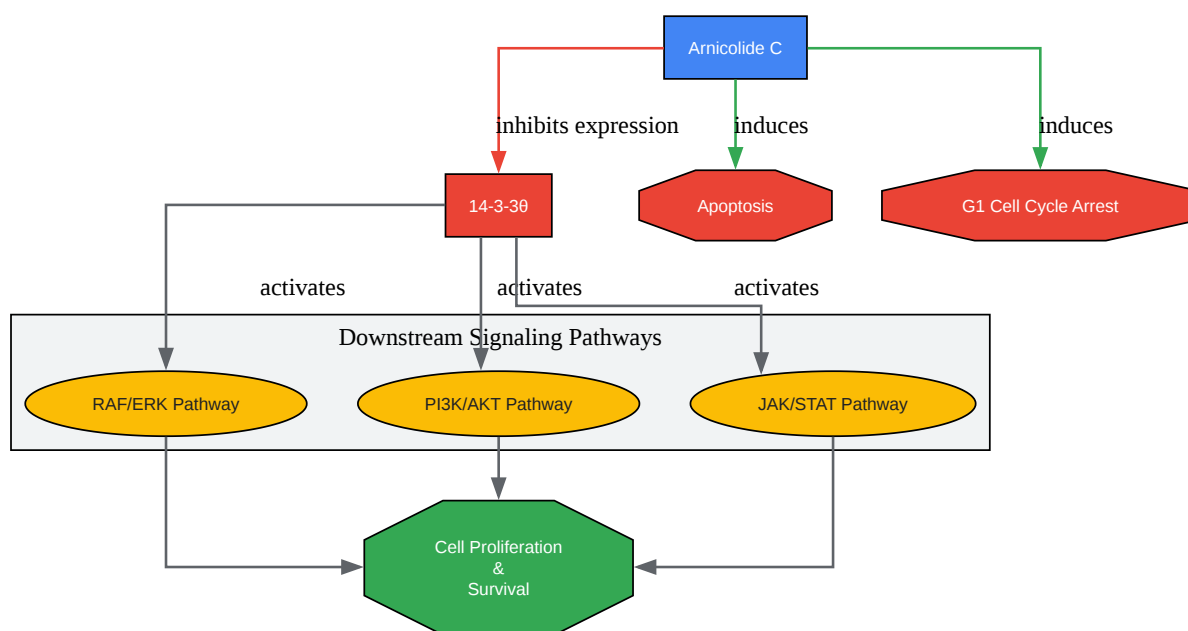 Arnicolide C
inhibits expression
induces
induces
14-3-3θ
Apoptosis
G1 Cell Cycle Arrest
activates
activates
activates
Downstream Signaling Pathways
RAF/ERK Pathway
PI3K/AKT Pathway
JAK/STAT Pathway
Cell Proliferation
&
Survival